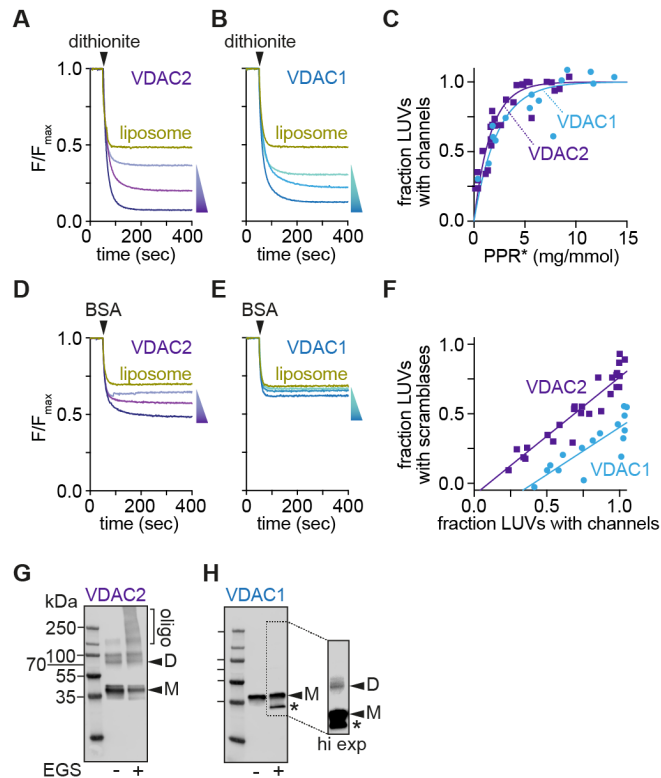 A
dithionite
VDAC2
liposome
F/Fmax
1.0
0.5
0.0
0
200
400
time (sec)
B
dithionite
VDAC1
liposome
1.0
0.5
0.0
0
200
400
time (sec)
C
fraction LUVs
with channels
1.0
0.5
0.0
VDAC1
VDAC2
0
5
10
15
PPR* (mg/mmol)
D
BSA
VDAC2
liposome
F/Fmax
1.0
0.5
0.0
0
200
400
time (sec)
E
BSA
VDAC1
liposome
1.0
0.5
0.0
0
200
400
time (sec)
F
fraction LUVs
with scramblases
1.0
0.5
0.0
VDAC2
VDAC1
0.0
0.5
1.0
fraction LUVs with channels
G
VDAC2
kDa
250
100
70
55
35
oligo
D
M
EGS
-
+
H
VDAC1
M
*
-
+
D
M
*
hi exp